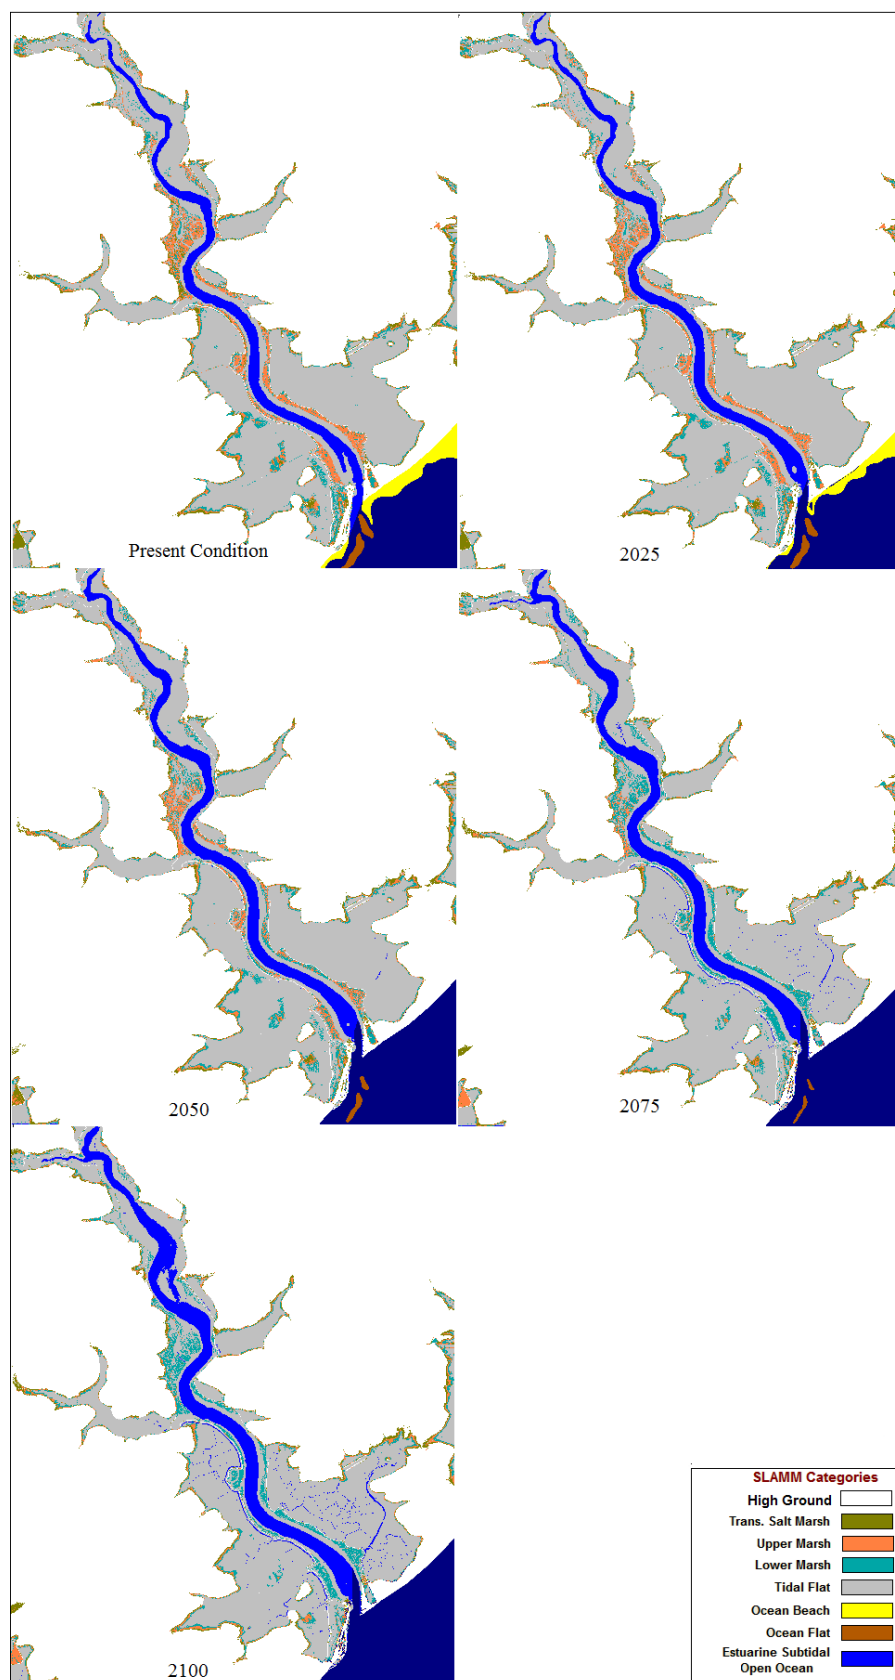 Present Condition
2025
2050
2075
2100
SLAMM Categories
High Ground
Trans. Salt Marsh
Upper Marsh
Lower Marsh
Tidal Flat
Ocean Beach
Ocean Flat
Estuarine Subtidal
Open Ocean